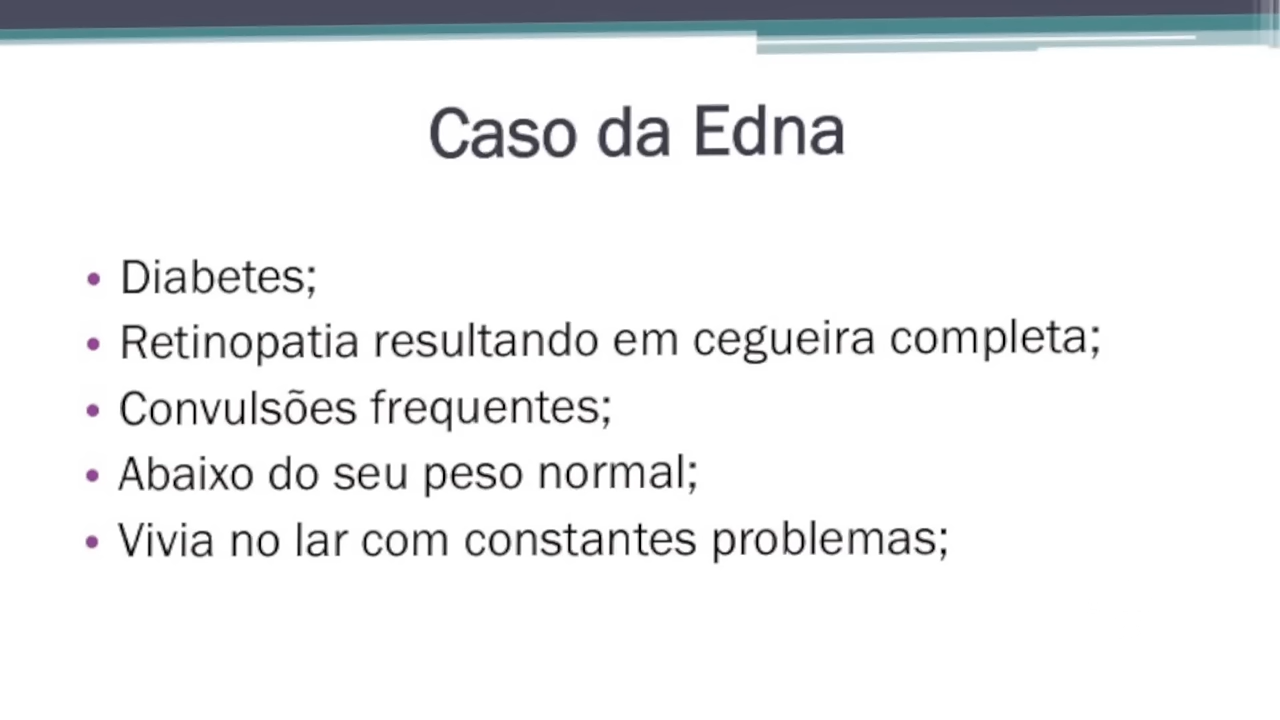 Caso da Edna
• Diabetes;
• Retinopatia resultando em cegueira completa;
• Convulsões frequentes;
• Abaixo do seu peso normal;
• Vivia no lar com constantes problemas;